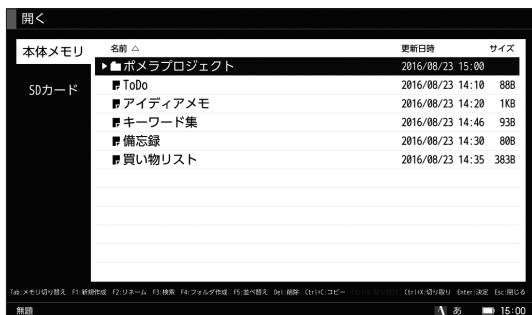 開く
本体メモリ
SDカード
名前 △ 更新日時 サイズ
ポメラプロジェクト 2016/08/23 15:00
ToDo 2016/08/23 14:10 88B
アイディアメモ 2016/08/23 14:20 1KB
キーワード集 2016/08/23 14:46 93B
備忘録 2016/08/23 14:30 80B
買い物リスト 2016/08/23 14:35 383B
Tab:メモリ切り替え F1:新規作成 F2:リネーム F3:検索 F4:フォルダ作成 F5:並べ替え Del:削除 Ctrl+C:コピー Ctrl+X:切り取り Enter:決定 Esc:閉じる
無題 A あ 15:00